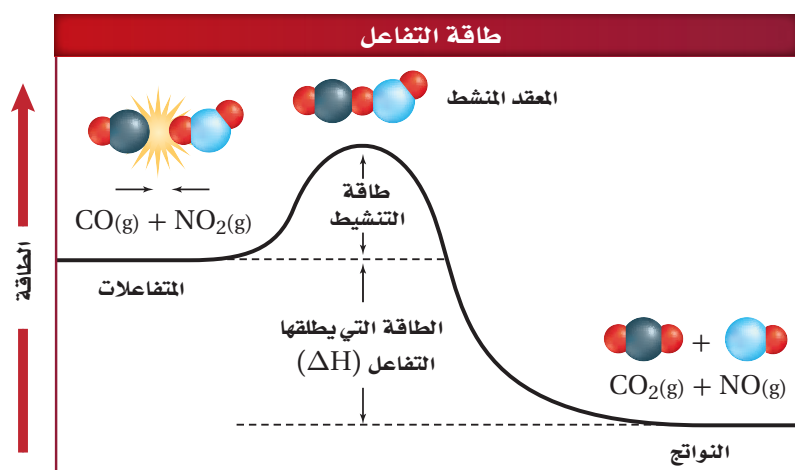 طاقة التفاعل
المعقد المنشط
طاقة
التنشيط
CO(g) + NO₂(g)
الطاقة
المتفاعلات
الطاقة التي يطلقها
التفاعل (ΔH)
+
CO₂(g) + NO(g)
النواتج